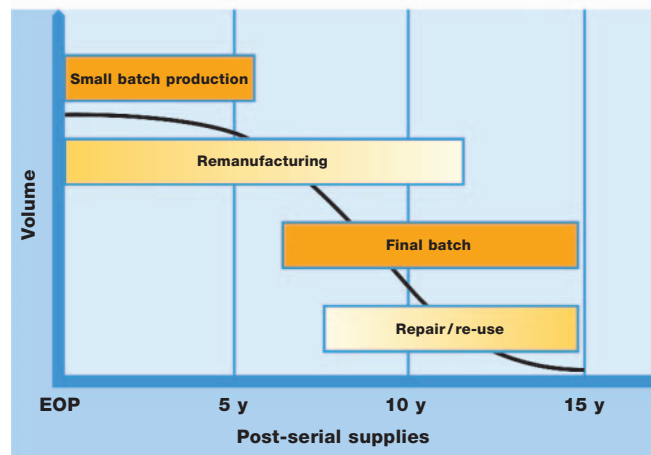 Small batch production
Remanufacturing
Final batch
Repair/re-use
Volume
EOP 5 y 10 y 15 y
Post-serial supplies